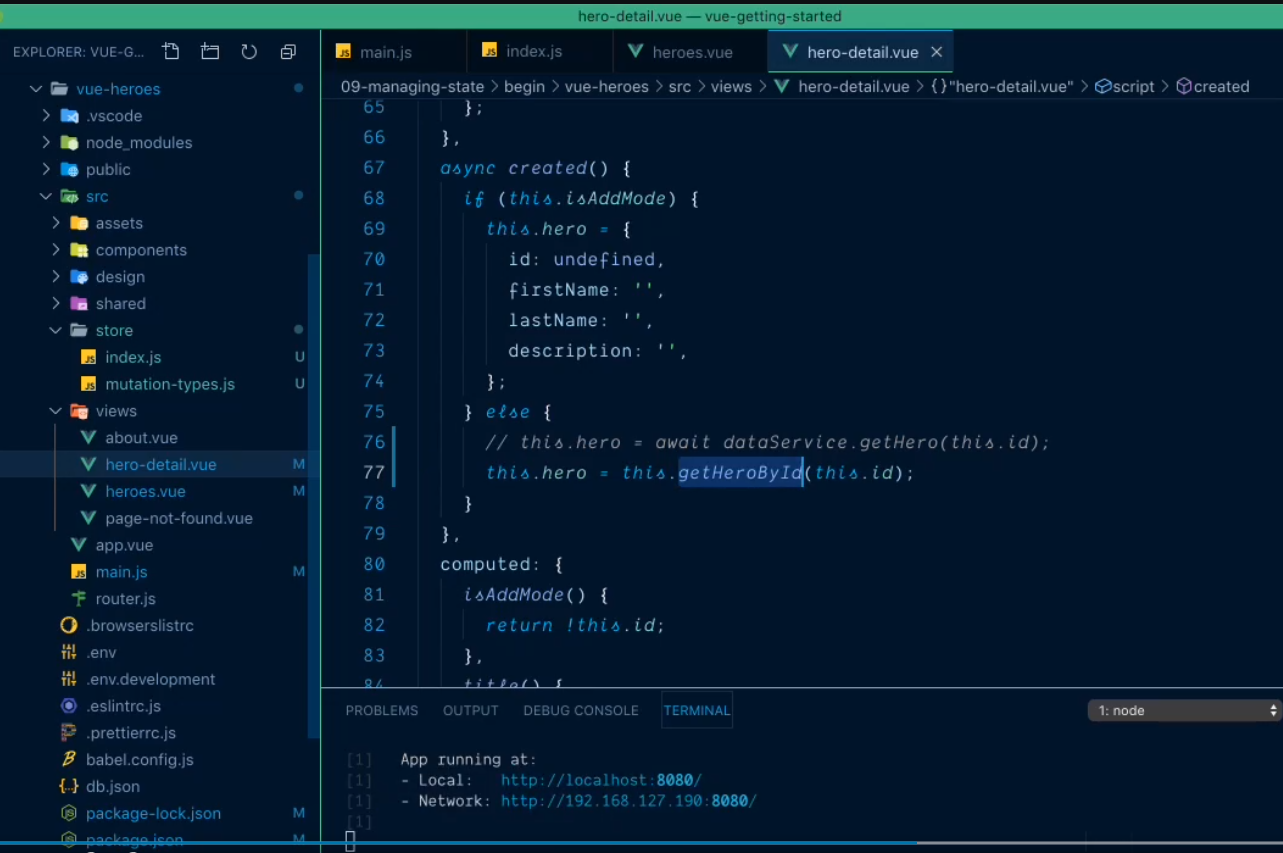 hero-detail.vue — vue-getting-started
EXPLORER: VUE-G...
vue-heroes
.vscode
node_modules
public
src
assets
components
design
shared
store
index.js U
mutation-types.js U
views
about.vue
hero-detail.vue M
heroes.vue M
page-not-found.vue
app.vue
main.js M
router.js
.browserslistrc
.env
.env.development
.eslintrc.js
.prettierrc.js
babel.config.js
db.json
package-lock.json M
package.json M
main.js index.js heroes.vue hero-detail.vue ×
09-managing-state > begin > vue-heroes > src > views > hero-detail.vue > {} "hero-detail.vue" > script > created
65 };
66 },
67 async created() {
68 if (this.isAddMode) {
69 this.hero = {
70 id: undefined,
71 firstName: '',
72 lastName: '',
73 description: '',
74 };
75 } else {
76 // this.hero = await dataService.getHero(this.id);
77 this.hero = this.getHeroById(this.id);
78 }
79 },
80 computed: {
81 isAddMode() {
82 return !this.id;
83 },
84 title() {
PROBLEMS OUTPUT DEBUG CONSOLE TERMINAL 1: node
[1] App running at:
[1] - Local: http://localhost:8080/
[1] - Network: http://192.168.127.190:8080/
[1]